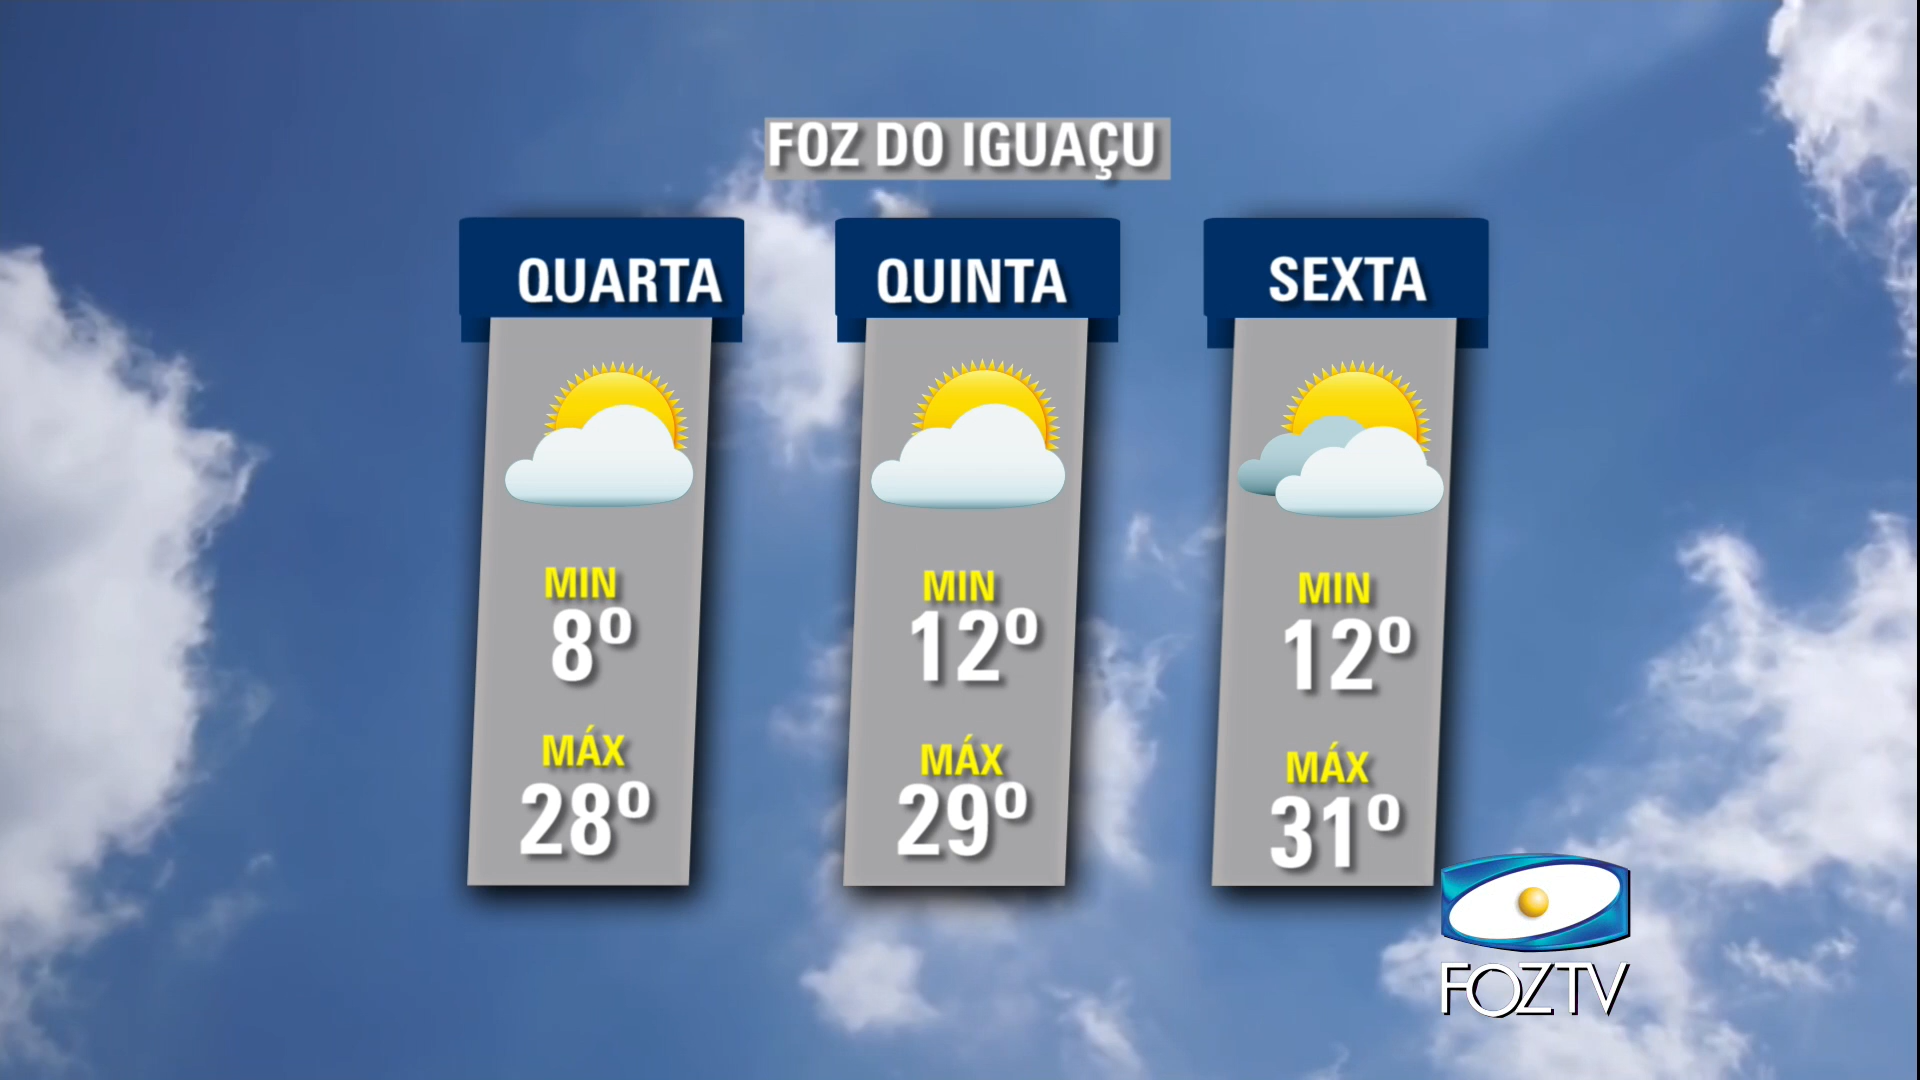 FOZ DO IGUAÇU
QUARTA
MIN
8º
MÁX
28º
QUINTA
MIN
12º
MÁX
29º
SEXTA
MIN
12º
MÁX
31º
FOZTV